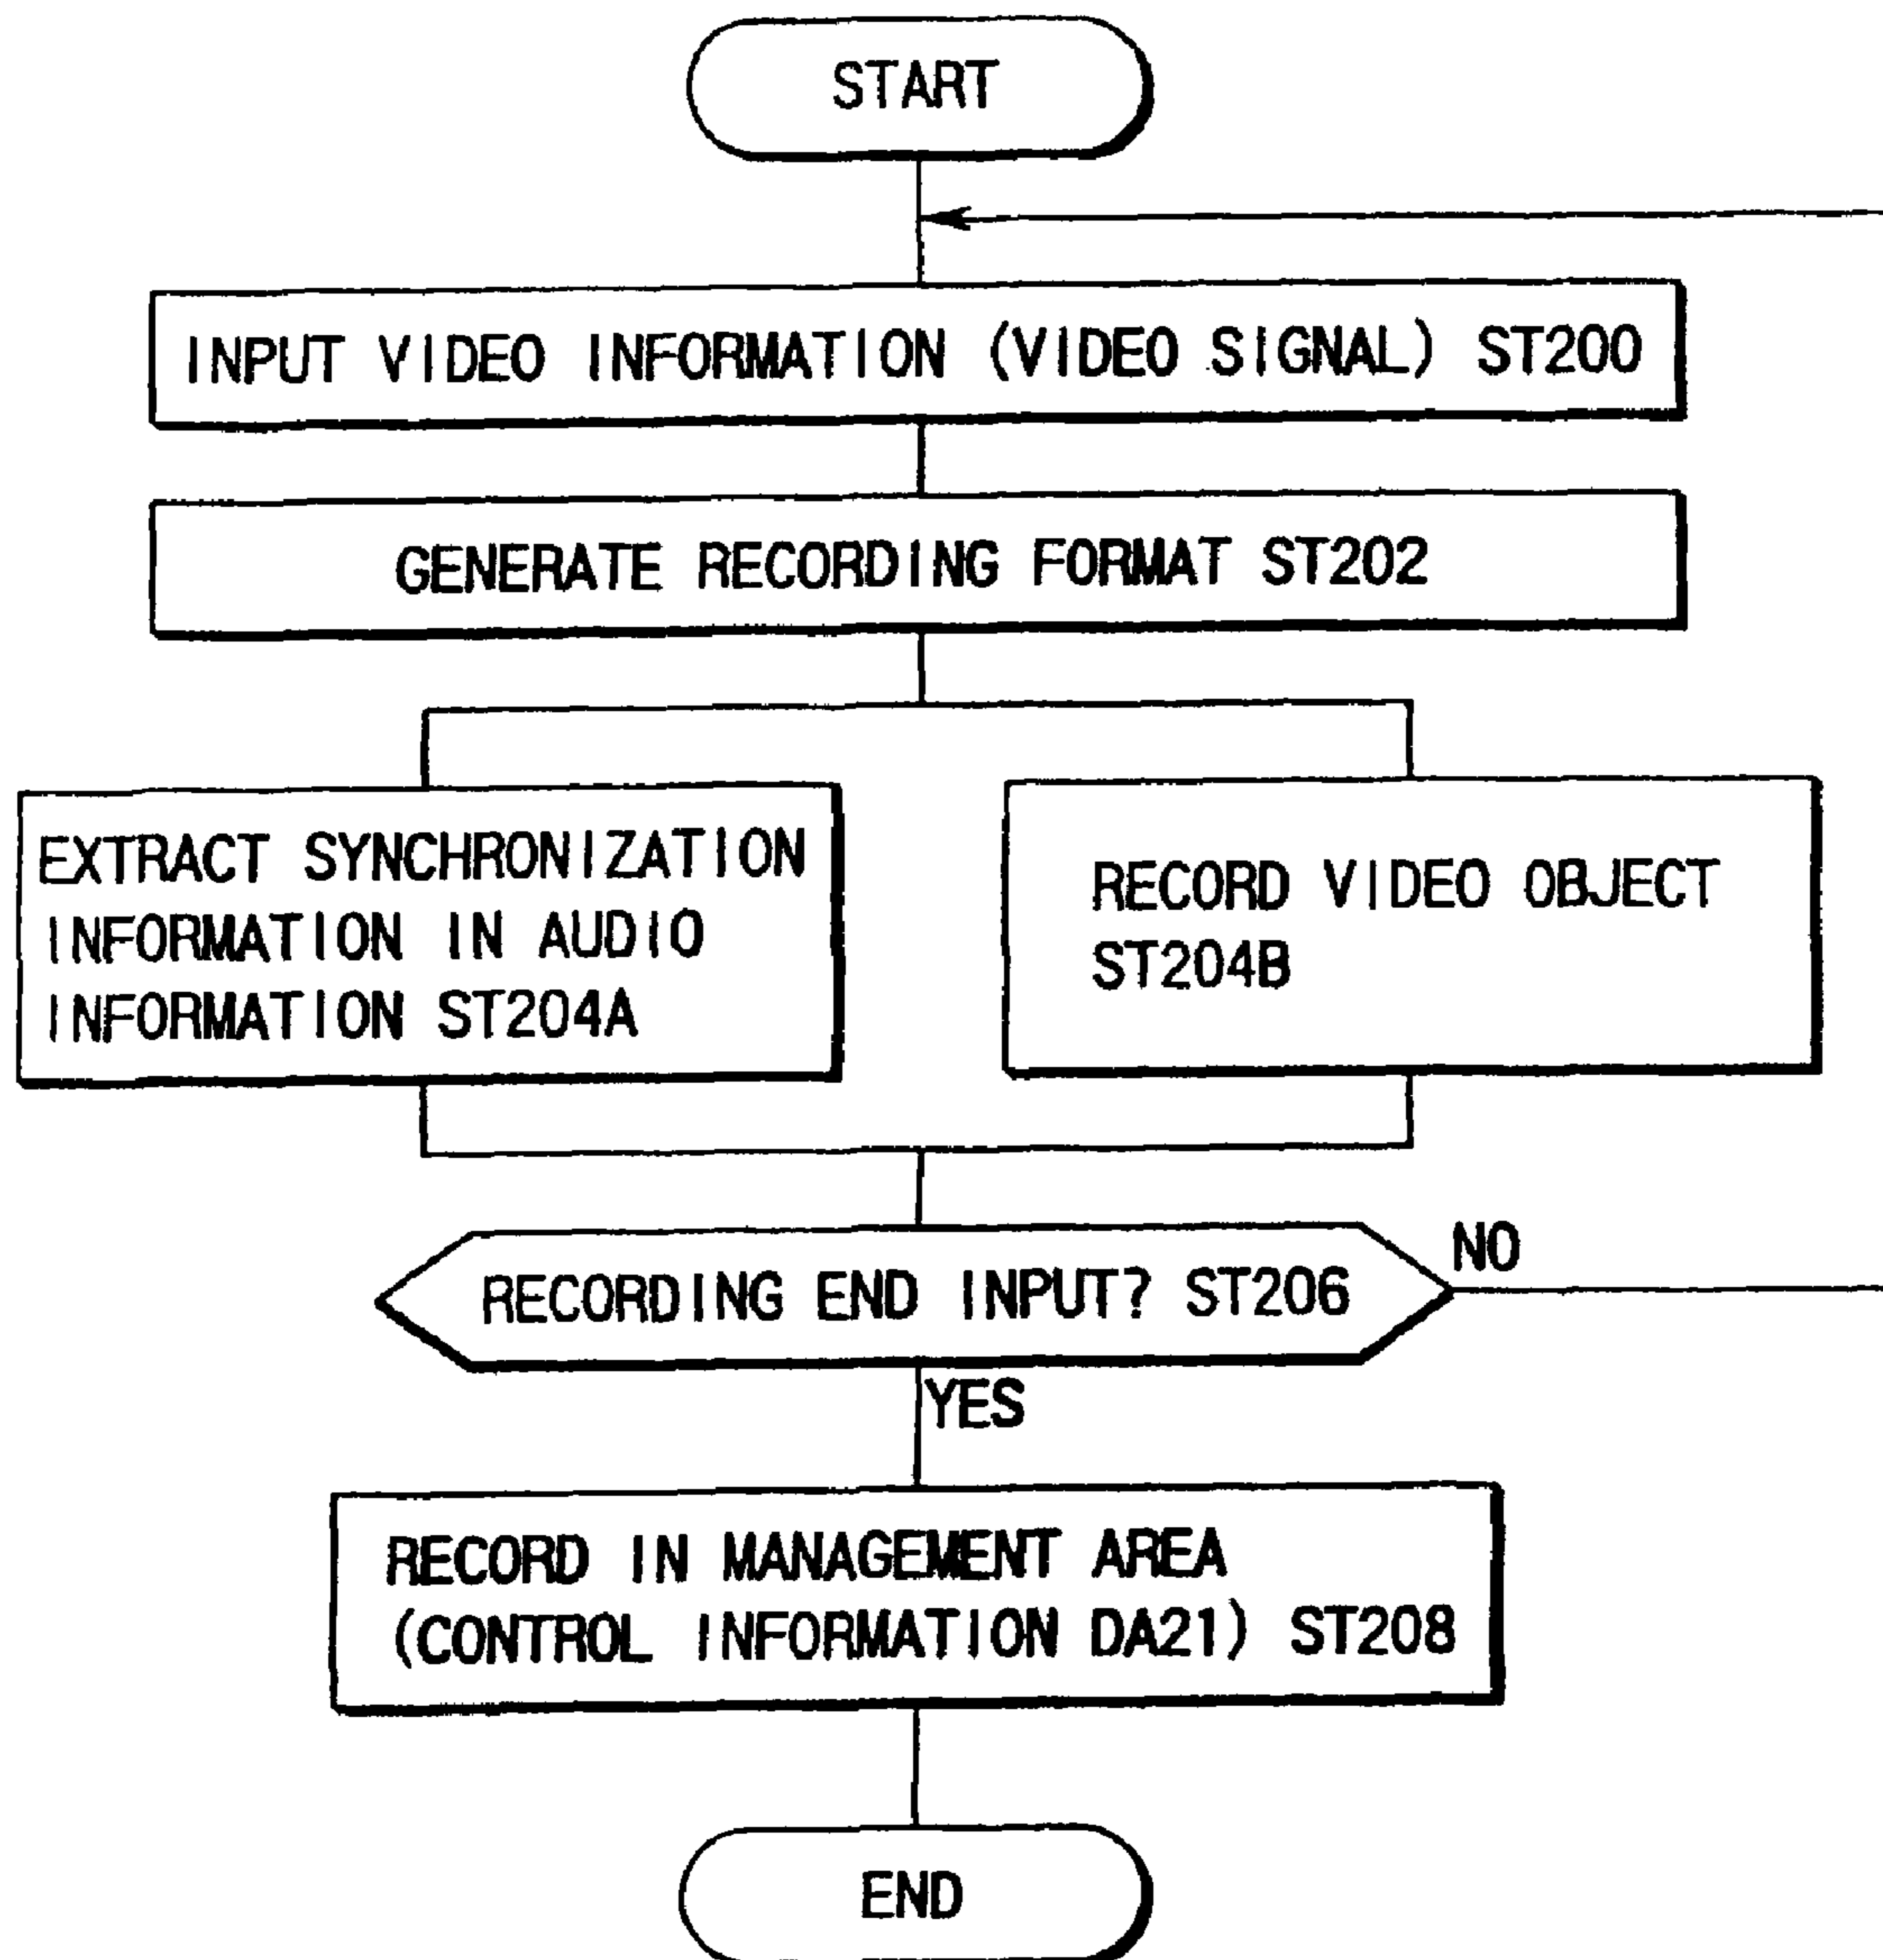 START
INPUT VIDEO INFORMATION (VIDEO SIGNAL) ST200
GENERATE RECORDING FORMAT ST202
EXTRACT SYNCHRONIZATION
INFORMATION IN AUDIO
INFORMATION ST204A
RECORD VIDEO OBJECT
ST204B
RECORDING END INPUT? ST206
NO
YES
RECORD IN MANAGEMENT AREA
(CONTROL INFORMATION DA21) ST208
END